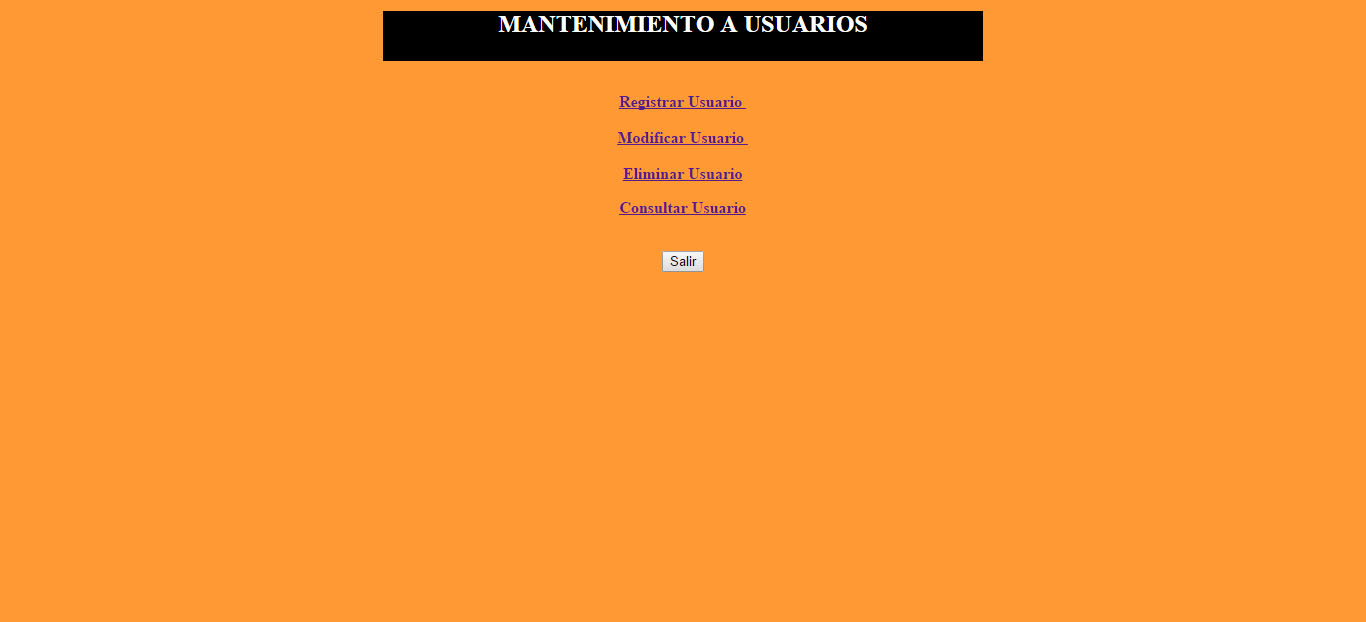 MANTENIMIENTO A USUARIOS
Registrar Usuario
Modificar Usuario
Eliminar Usuario
Consultar Usuario
Salir